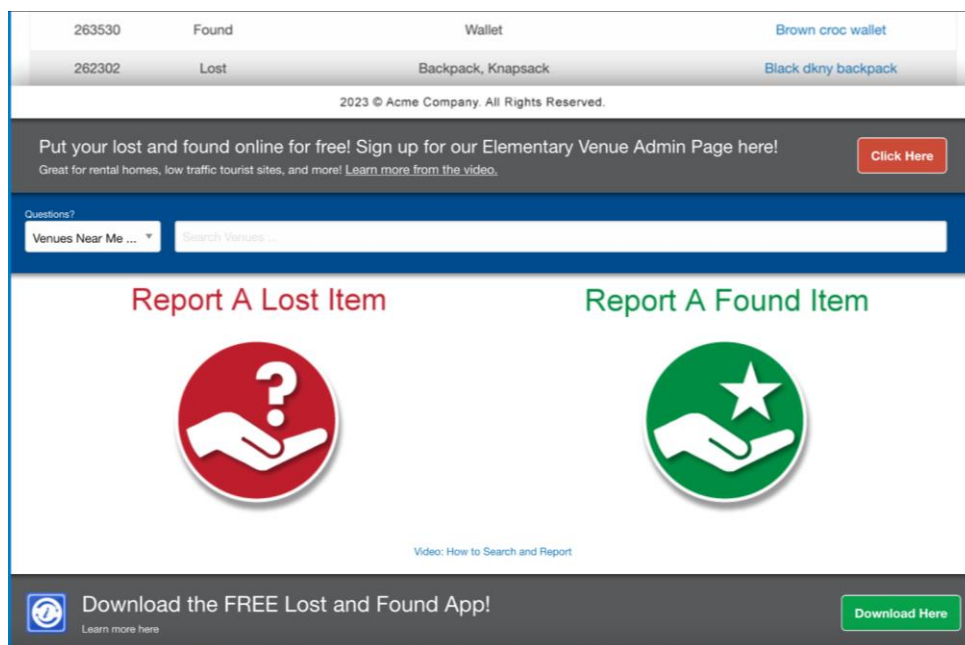 263530 Found Wallet Brown croc wallet
262302 Lost Backpack, Knapsack Black dkny backpack
2023 © Acme Company. All Rights Reserved.
Put your lost and found online for free! Sign up for our Elementary Venue Admin Page here!
Great for rental homes, low traffic tourist sites, and more! Learn more from the video.
Click Here
Questions?
Venues Near Me ...
Search Venues ...
Report A Lost Item
Report A Found Item
?
Video: How to Search and Report
Download the FREE Lost and Found App!
Learn more here
Download Here